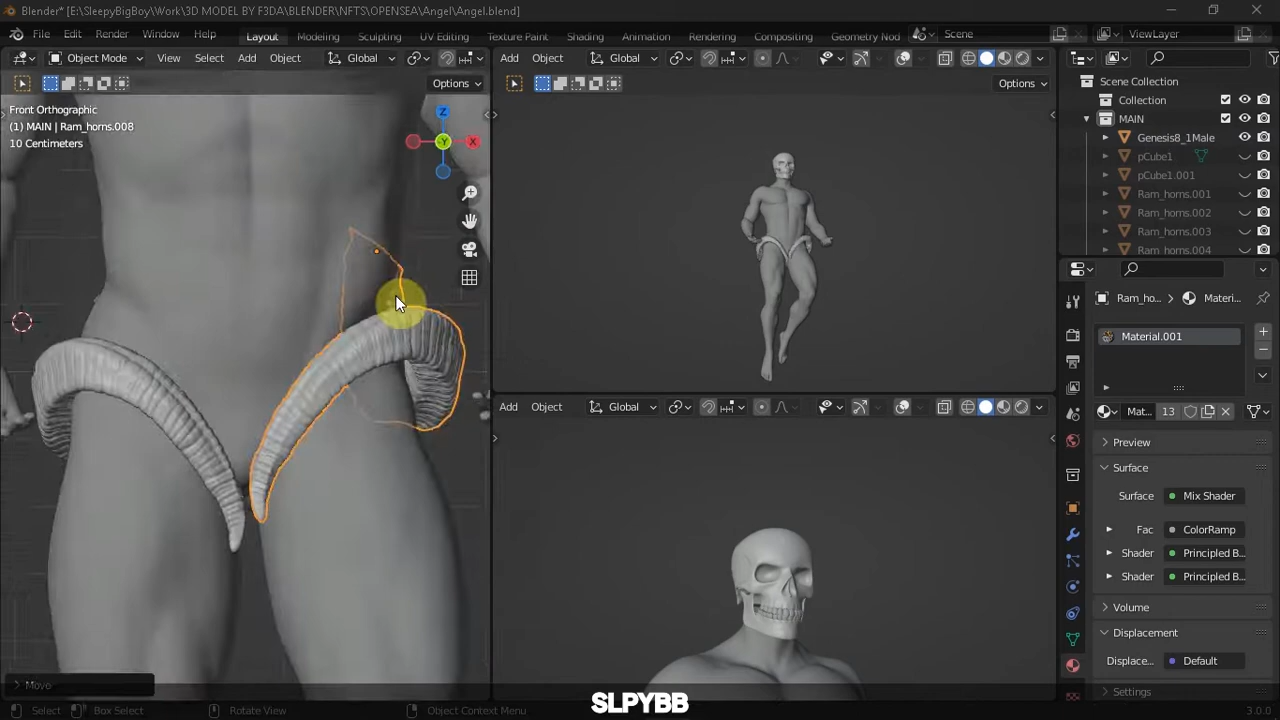 Blender* [E:\SleepyBigBoy\Work\3D MODEL BY F3DA\BLENDER\NFTS\OPENSEA\Angel\Angel.blend]
File Edit Render Window Help Layout Modeling Sculpting UV Editing Texture Paint Shading Animation Rendering Compositing Geometry Nod Scene ViewLayer
Object Mode View Select Add Object Global
Add Object Global
Options
Options
Front Orthographic
(1) MAIN | Ram_horns.008
10 Centimeters
Z
-Y
X
Scene Collection
Collection
MAIN
Genesis8_1Male
pCube1
pCube1.001
Ram_horns.001
Ram_horns.002
Ram_horns.003
Ram_horns.004
Ram_ho... Materi...
Material.001
Mat... 13
Preview
Surface
Surface Mix Shader
Fac ColorRamp
Shader Principled B...
Shader Principled B...
Volume
Displacement
Displace... Default
Settings
Add Object Global
Move
Select Box Select Rotate View Object Context Menu 3.0.0
SLPYBB